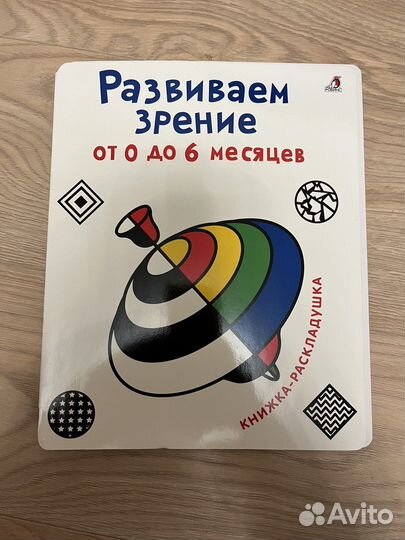 Развиваем
зрение
от 0 до 6 месяцев
книжка-раскладушка
Avito